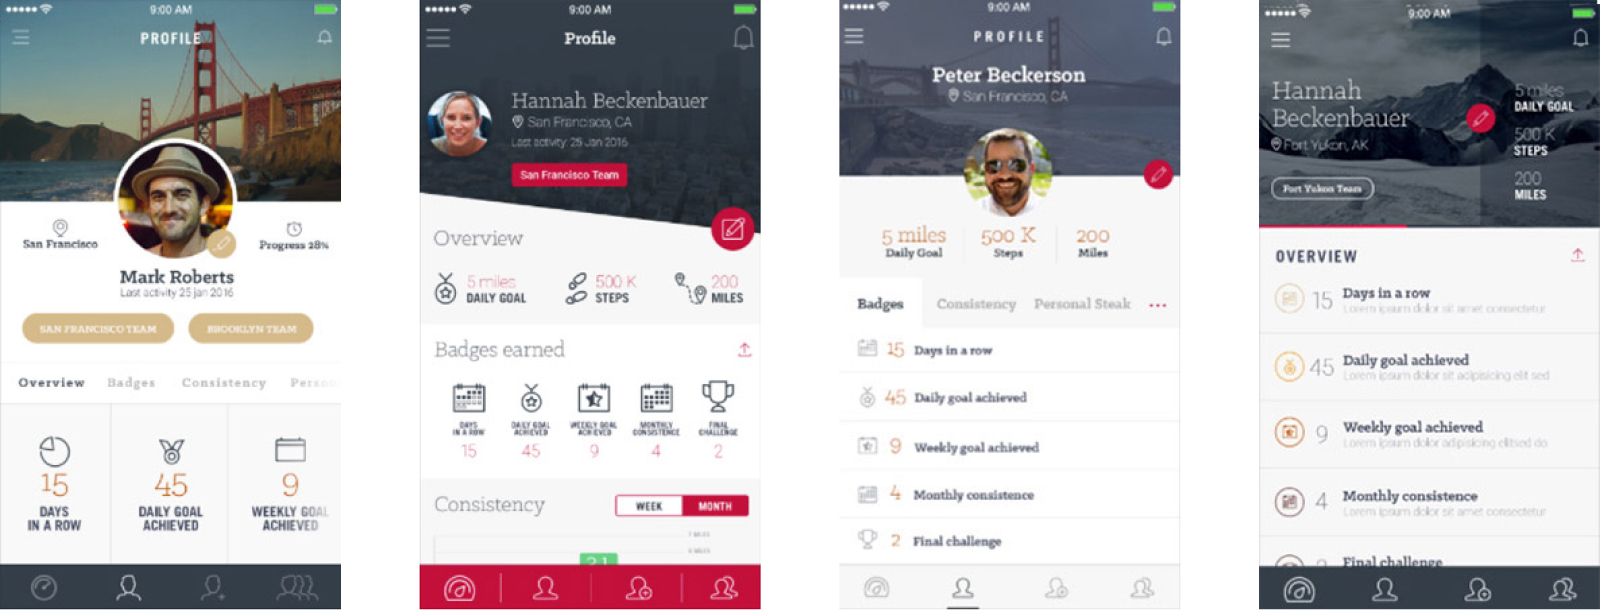 9:00 AM
PROFILE
San Francisco
Progress 28%
Mark Roberts
Last activity 25 jan 2016
SAN FRANCISCO TEAM
BROOKLYN TEAM
Overview Badges Consistency Perso
15
DAYS
IN A ROW
45
DAILY GOAL
ACHIEVED
9
WEEKLY GOAL
ACHIEVED
9:00 AM
Profile
Hannah Beckenbauer
San Francisco, CA
Last activity 25 Jan 2016
San Francisco Team
Overview
5 miles
DAILY GOAL
500 K
STEPS
200
MILES
Badges earned
DAYS
IN A ROW
15
DAILY GOAL
ACHIEVED
45
WEEKLY GOAL
ACHIEVED
9
MONTHLY
CONSISTENCE
4
FINAL
CHALLENGE
2
Consistency
WEEK MONTH
7 MILES
21
9:00 AM
PROFILE
Peter Beckerson
San Francisco, CA
5 miles
Daily Goal
500 K
Steps
200
Miles
Badges Consistency Personal Steak
15 Days in a row
45 Daily goal achieved
9 Weekly goal achieved
4 Monthly consistence
2 Final challenge
9:00 AM
Hannah
Beckenbauer
Fort Yukon, AK
Fort Yukon Team
5 miles
DAILY GOAL
500 K
STEPS
200
MILES
OVERVIEW
15 Days in a row
Lorem ipsum dolor sit amet consectetur
45 Daily goal achieved
Lorem ipsum dolor sit adipisicing elit sed
9 Weekly goal achieved
Lorem ipsum dolor adipisicing elitsed do
4 Monthly consistence
Lorem ipsum dolor sit amet consectetur
Final challenge